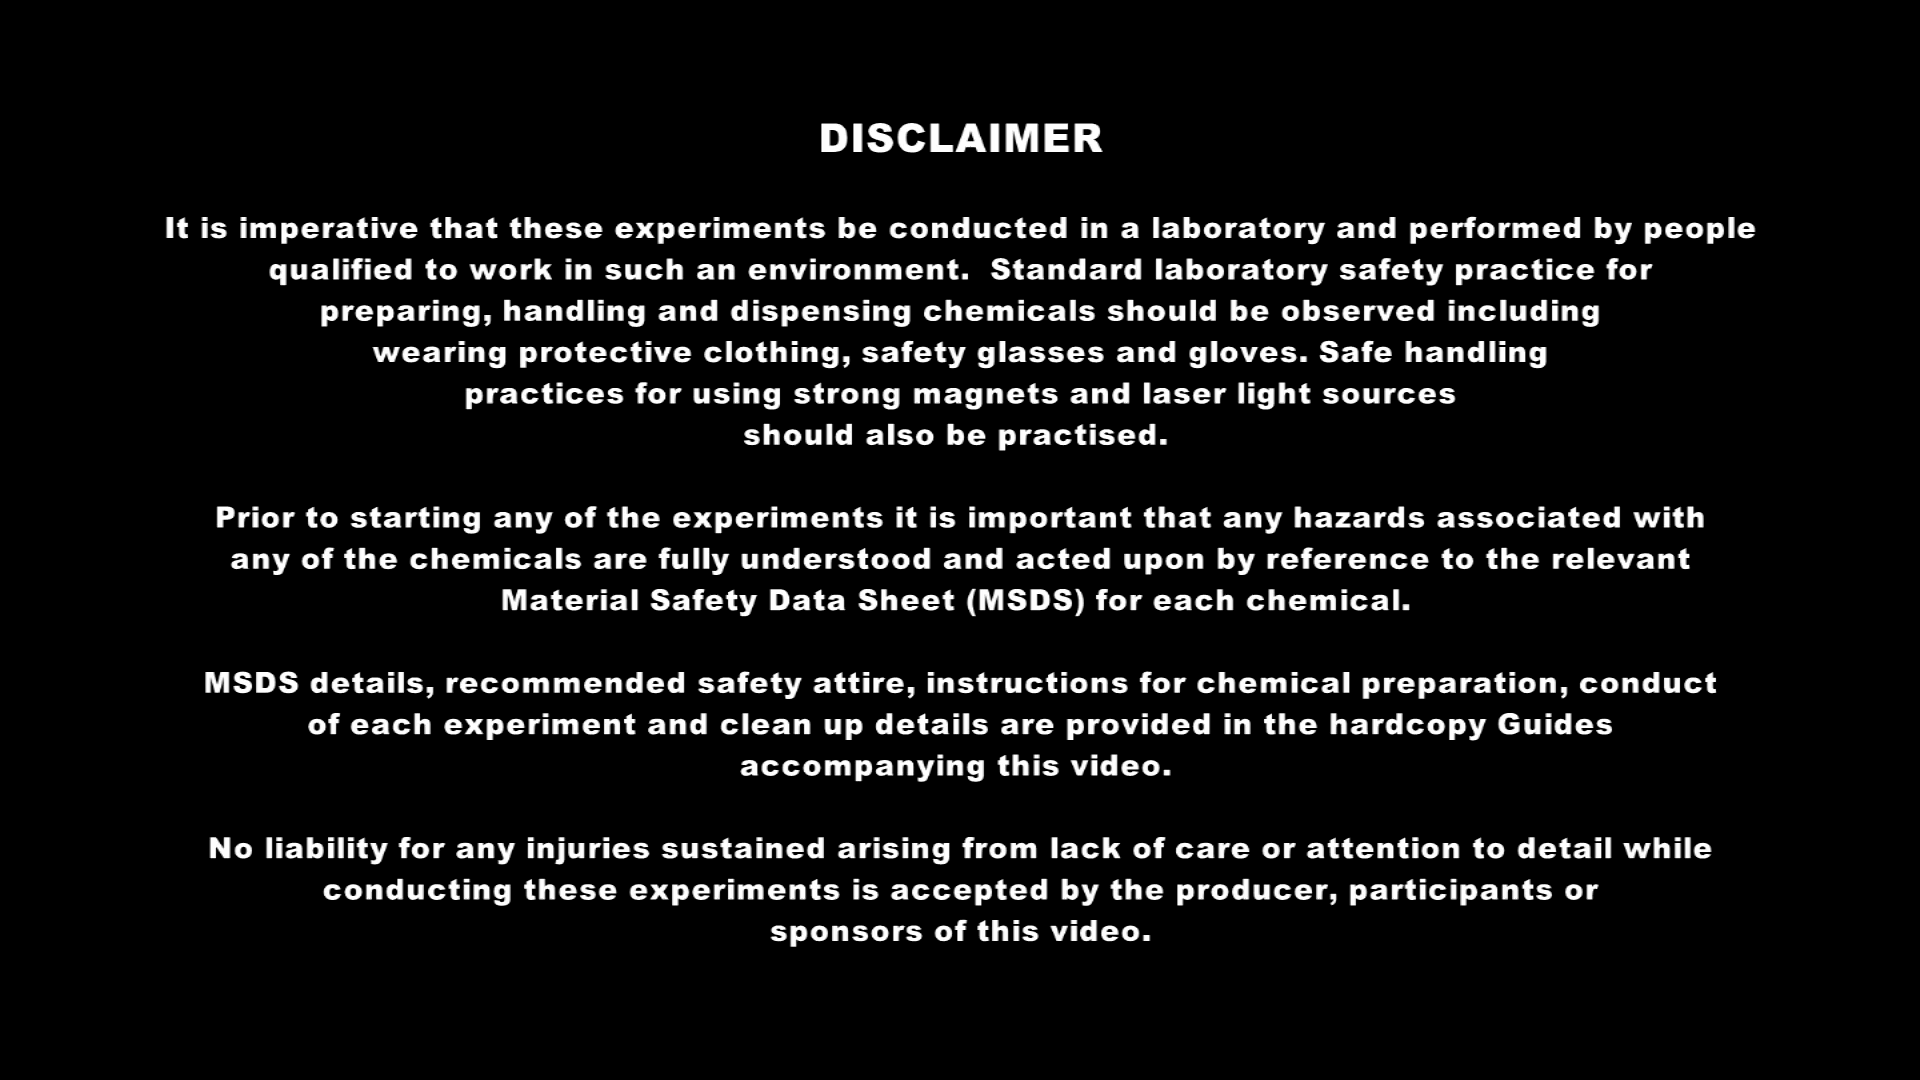 DISCLAIMER
It is imperative that these experiments be conducted in a laboratory and performed by people
qualified to work in such an environment.  Standard laboratory safety practice for
preparing, handling and dispensing chemicals should be observed including
wearing protective clothing, safety glasses and gloves. Safe handling
practices for using strong magnets and laser light sources
should also be practised.
Prior to starting any of the experiments it is important that any hazards associated with
any of the chemicals are fully understood and acted upon by reference to the relevant
Material Safety Data Sheet (MSDS) for each chemical.
MSDS details, recommended safety attire, instructions for chemical preparation, conduct
of each experiment and clean up details are provided in the hardcopy Guides
accompanying this video.
No liability for any injuries sustained arising from lack of care or attention to detail while
conducting these experiments is accepted by the producer, participants or
sponsors of this video.